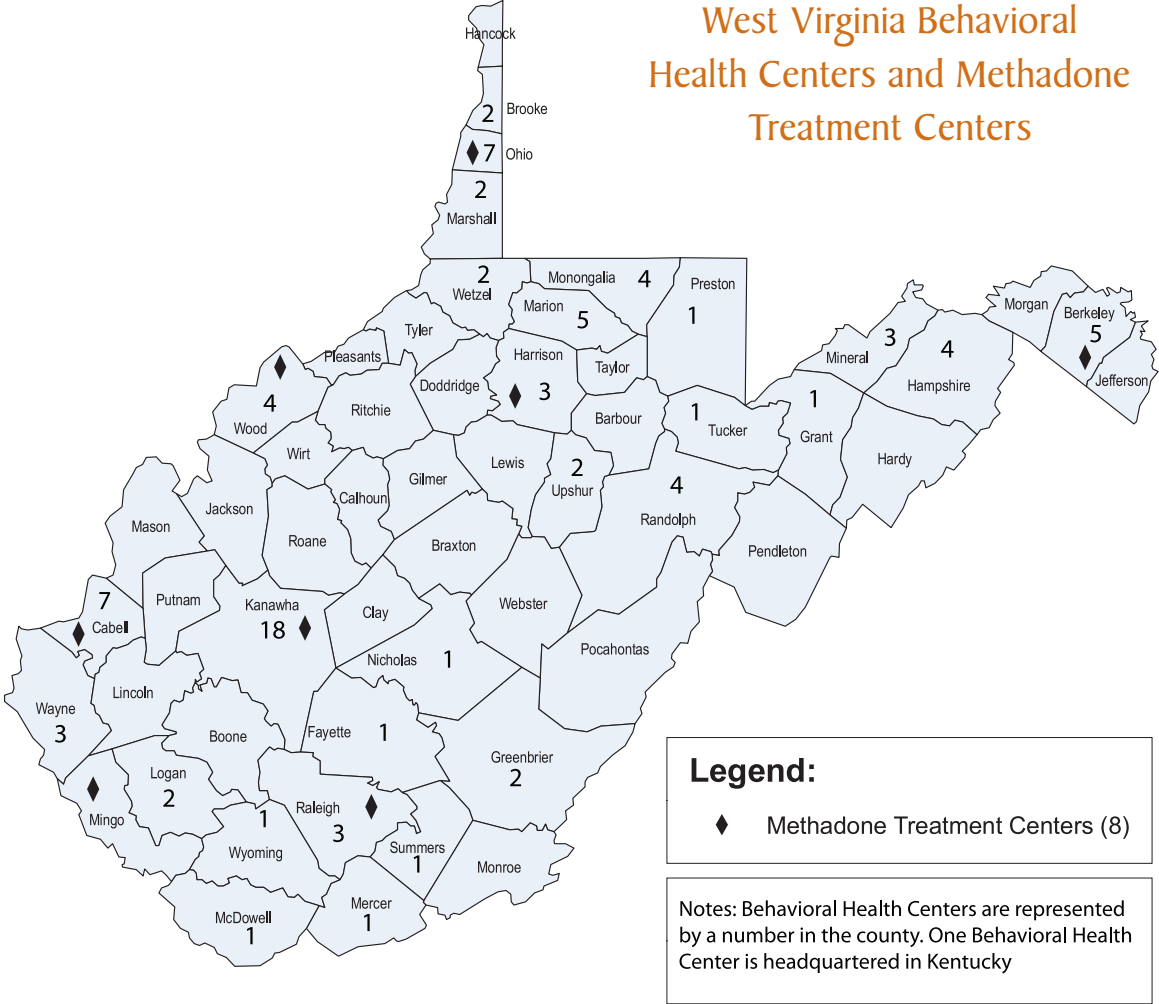 West Virginia Behavioral
Health Centers and Methadone
Treatment Centers
Hancock
2 Brooke
7 Ohio
2
Marshall
2
Wetzel
Monongalia 4
Preston
1
Marion
5
Tyler
Pleasants
Doddridge
Harrison
3
Taylor
Barbour
4
Wood
Ritchie
Wirt
Calhoun
Gilmer
Lewis
2
Upshur
1
Tucker
1
Grant
3
Mineral
4
Hampshire
Hardy
Morgan
Berkeley
5
Jefferson
4
Randolph
Pendleton
Mason
Jackson
Roane
Braxton
Webster
Pocahontas
7
Cabell
Putnam
Kanawha
18
Clay
Nicholas 1
Wayne
3
Lincoln
Boone
Fayette 1
Greenbrier
2
Mingo
Logan
2
1
Wyoming
Raleigh
3
Summers
1
Monroe
McDowell
1
Mercer
1
Legend:
Methadone Treatment Centers (8)
Notes: Behavioral Health Centers are represented
by a number in the county. One Behavioral Health
Center is headquartered in Kentucky